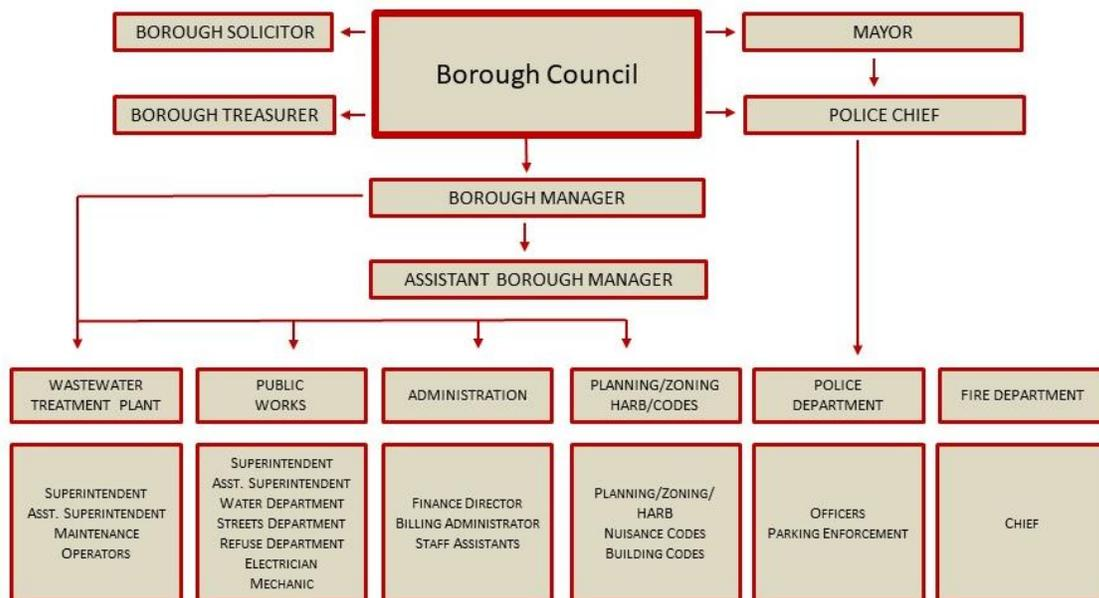 BOROUGH SOLICITOR
Borough Council
MAYOR
BOROUGH TREASURER
POLICE CHIEF
BOROUGH MANAGER
ASSISTANT BOROUGH MANAGER
WASTEWATER
TREATMENT PLANT
PUBLIC
WORKS
ADMINISTRATION
PLANNING/ZONING
HARB/CODES
POLICE
DEPARTMENT
FIRE DEPARTMENT
SUPERINTENDENT
ASST. SUPERINTENDENT
MAINTENANCE
OPERATORS
SUPERINTENDENT
ASST. SUPERINTENDENT
WATER DEPARTMENT
STREETS DEPARTMENT
REFUSE DEPARTMENT
ELECTRICIAN
MECHANIC
FINANCE DIRECTOR
BILLING ADMINISTRATOR
STAFF ASSISTANTS
PLANNING/ZONING/
HARB
NUISANCE CODES
BUILDING CODES
OFFICERS
PARKING ENFORCEMENT
CHIEF